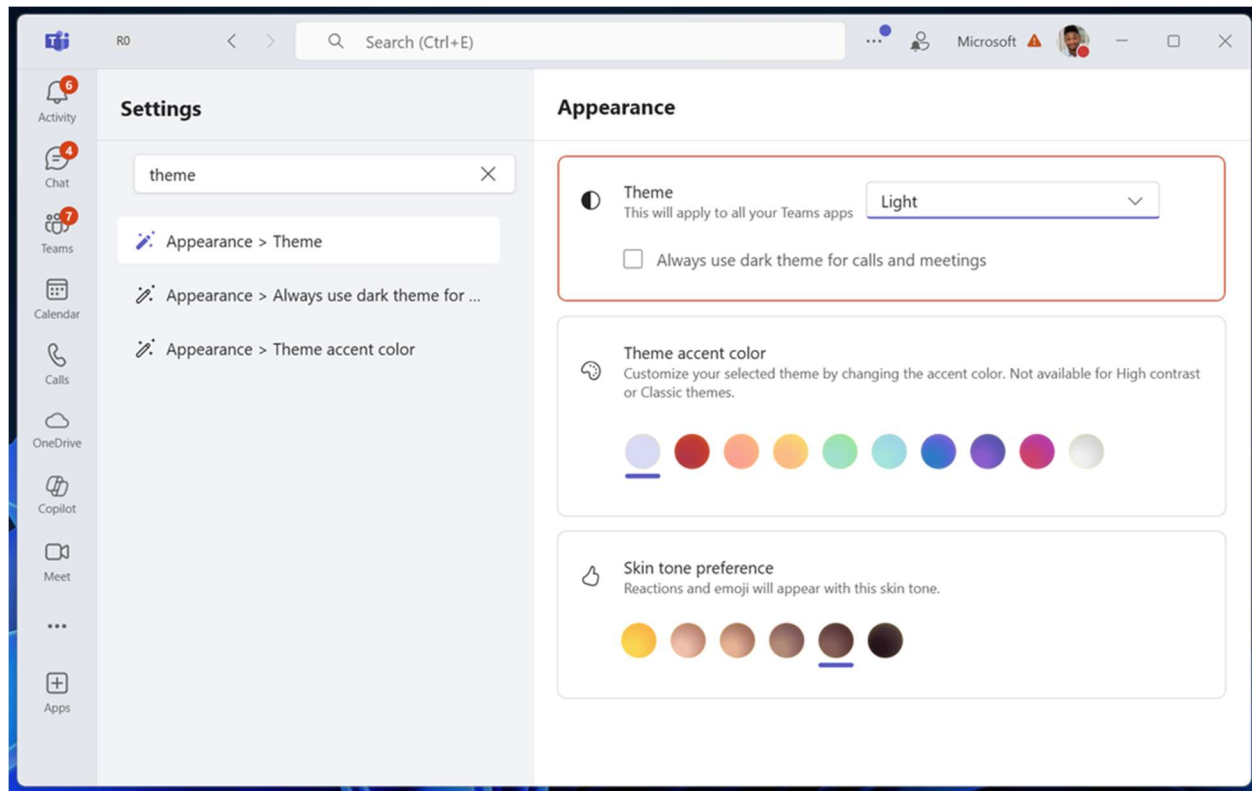 R0
Search (Ctrl+E)
Microsoft
6
Activity
4
Chat
7
Teams
Calendar
Calls
OneDrive
Copilot
Meet
Apps
Settings
theme
Appearance > Theme
Appearance > Always use dark theme for ...
Appearance > Theme accent color
Appearance
Theme
This will apply to all your Teams apps
Light
Always use dark theme for calls and meetings
Theme accent color
Customize your selected theme by changing the accent color. Not available for High contrast
or Classic themes.
Skin tone preference
Reactions and emoji will appear with this skin tone.